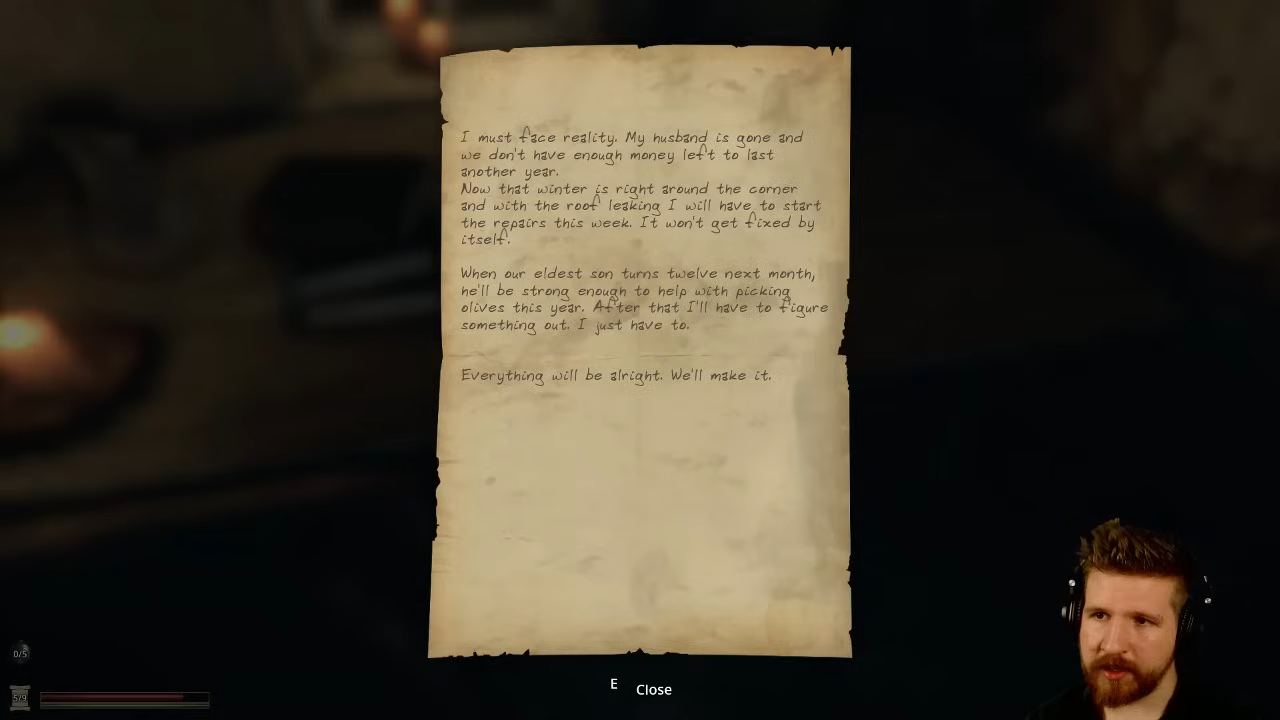 I must face reality. My husband is gone and
we don't have enough money left to last
another year.
Now that winter is right around the corner
and with the roof leaking I will have to start
the repairs this week. It won't get fixed by
itself.
When our eldest son turns twelve next month,
he'll be strong enough to help with picking
olives this year. After that I'll have to figure
something out. I just have to.
Everything will be alright. We'll make it.
0/5
5/9
E Close